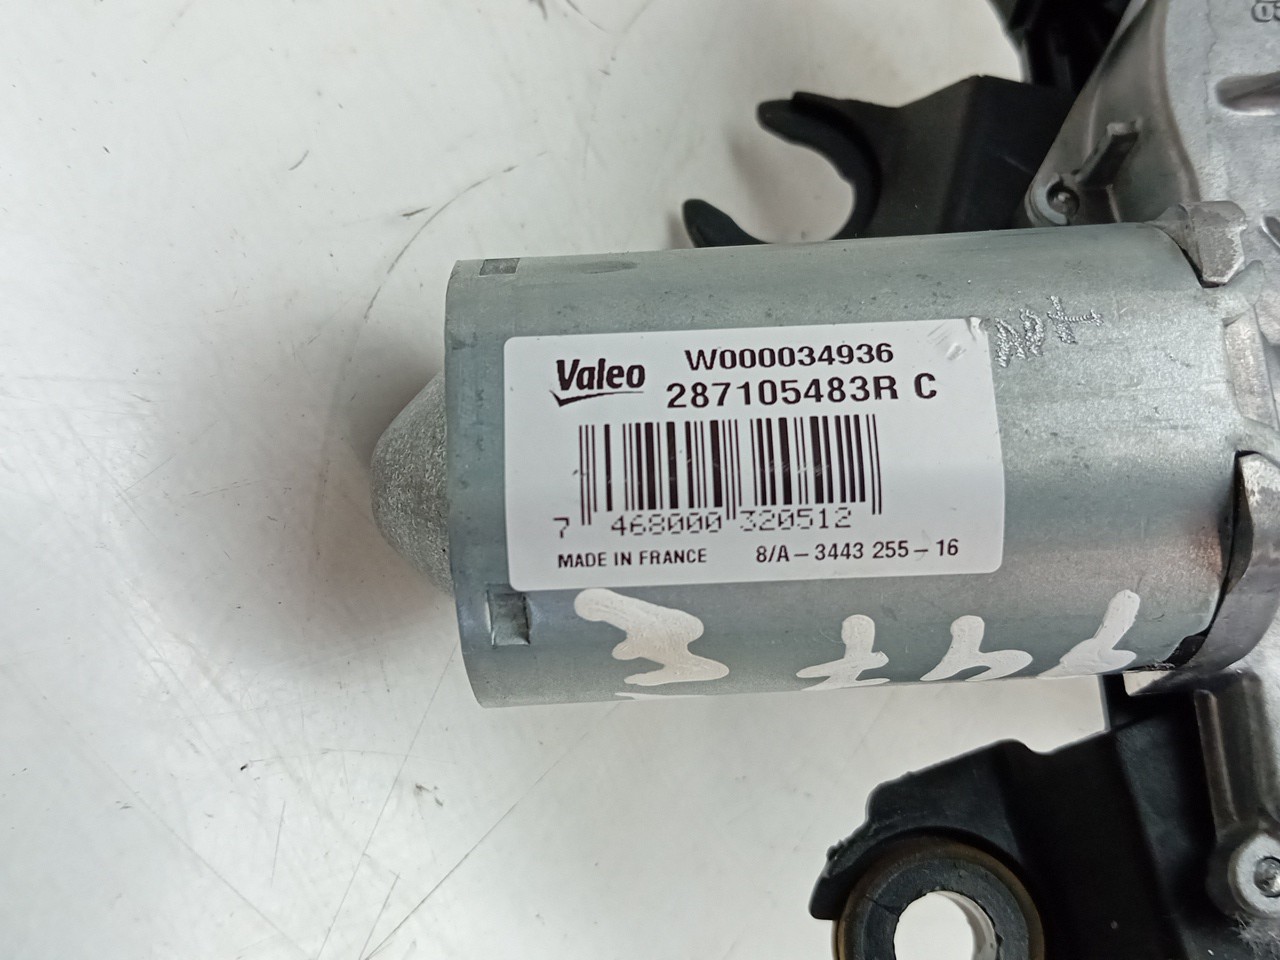 Valeo
W000034936
287105483R C
7 468000 320512
MADE IN FRANCE 8/A-3443 255-16